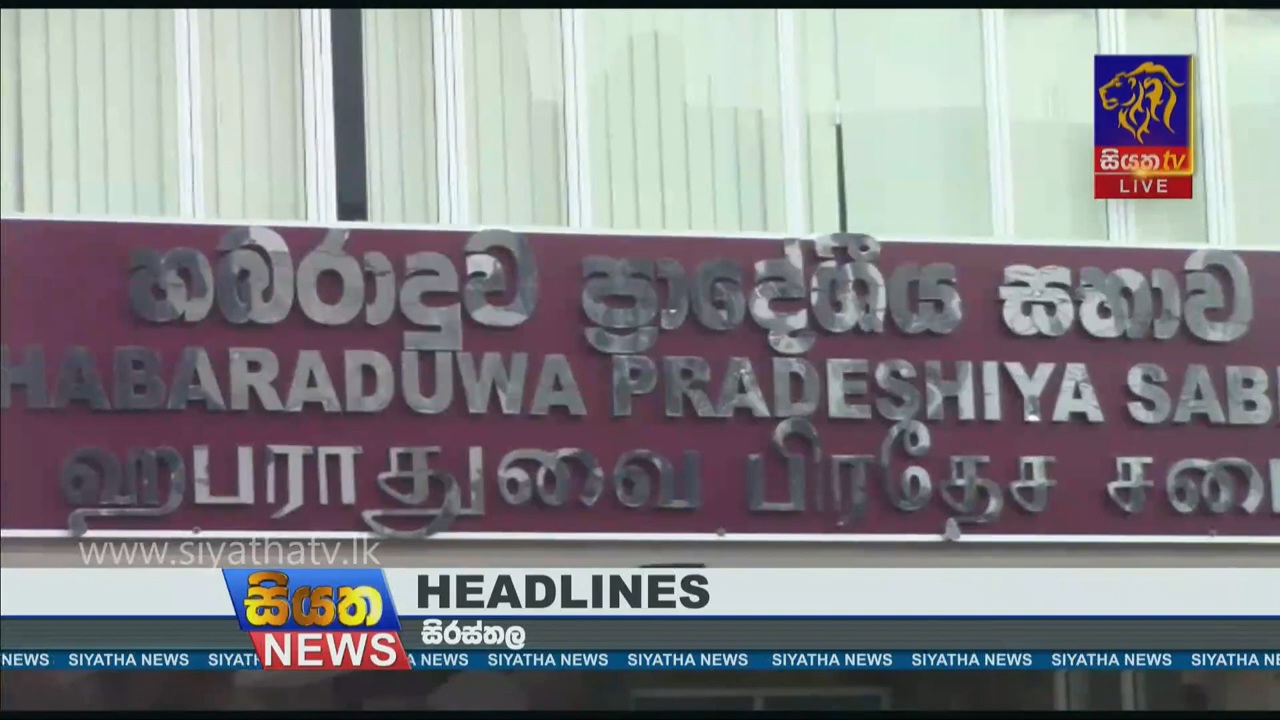 සියත tv
LIVE
හබරාදූව ප්‍රාදේශීය සභාව
HABARADUWA PRADESHIYA SAB
ஹபராதுவை பிரதேச சபை
www.siyathatv.lk
සියත NEWS
HEADLINES
සිරස්තල
NEWS SIYATHA NEWS SIYATHA NEWS SIYATHA NEWS SIYATHA NEWS SIYATHA NEWS SIYATHA NEWS SIYATHA NEWS